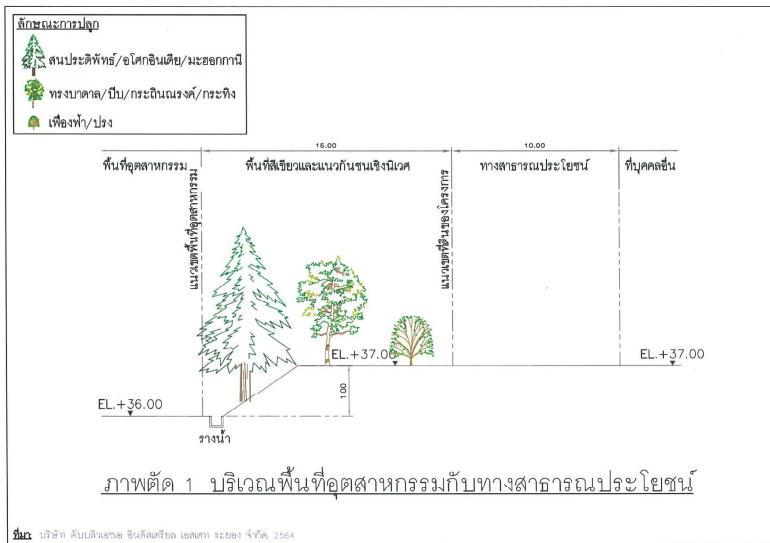 ลักษณะการปลูก
สนประดิพัทธ์/อโศกอินเดีย/มะฮอกกานี
ทรงบาดาล/ปีบ/กระถินณรงค์/กระทิง
เฟื่องฟ้า/ปรง
15.00
10.00
พื้นที่อุตสาหกรรม
พื้นที่สีเขียวและแนวกันชนเชิงนิเวศ
ทางสาธารณประโยชน์
ที่บุคคลอื่น
แนวเขตพื้นที่อุตสาหกรรม
แนวเขตที่ดินของโครงการ
EL.+37.00
EL.+37.00
1.00
EL.+36.00
รางน้ำ
ภาพตัด 1 บริเวณพื้นที่อุตสาหกรรมกับทางสาธารณประโยชน์
ที่มา: บริษัท ดับบลิวเอชเอ อินดัสเตรียล เอสเตท ระยอง จำกัด, 2564